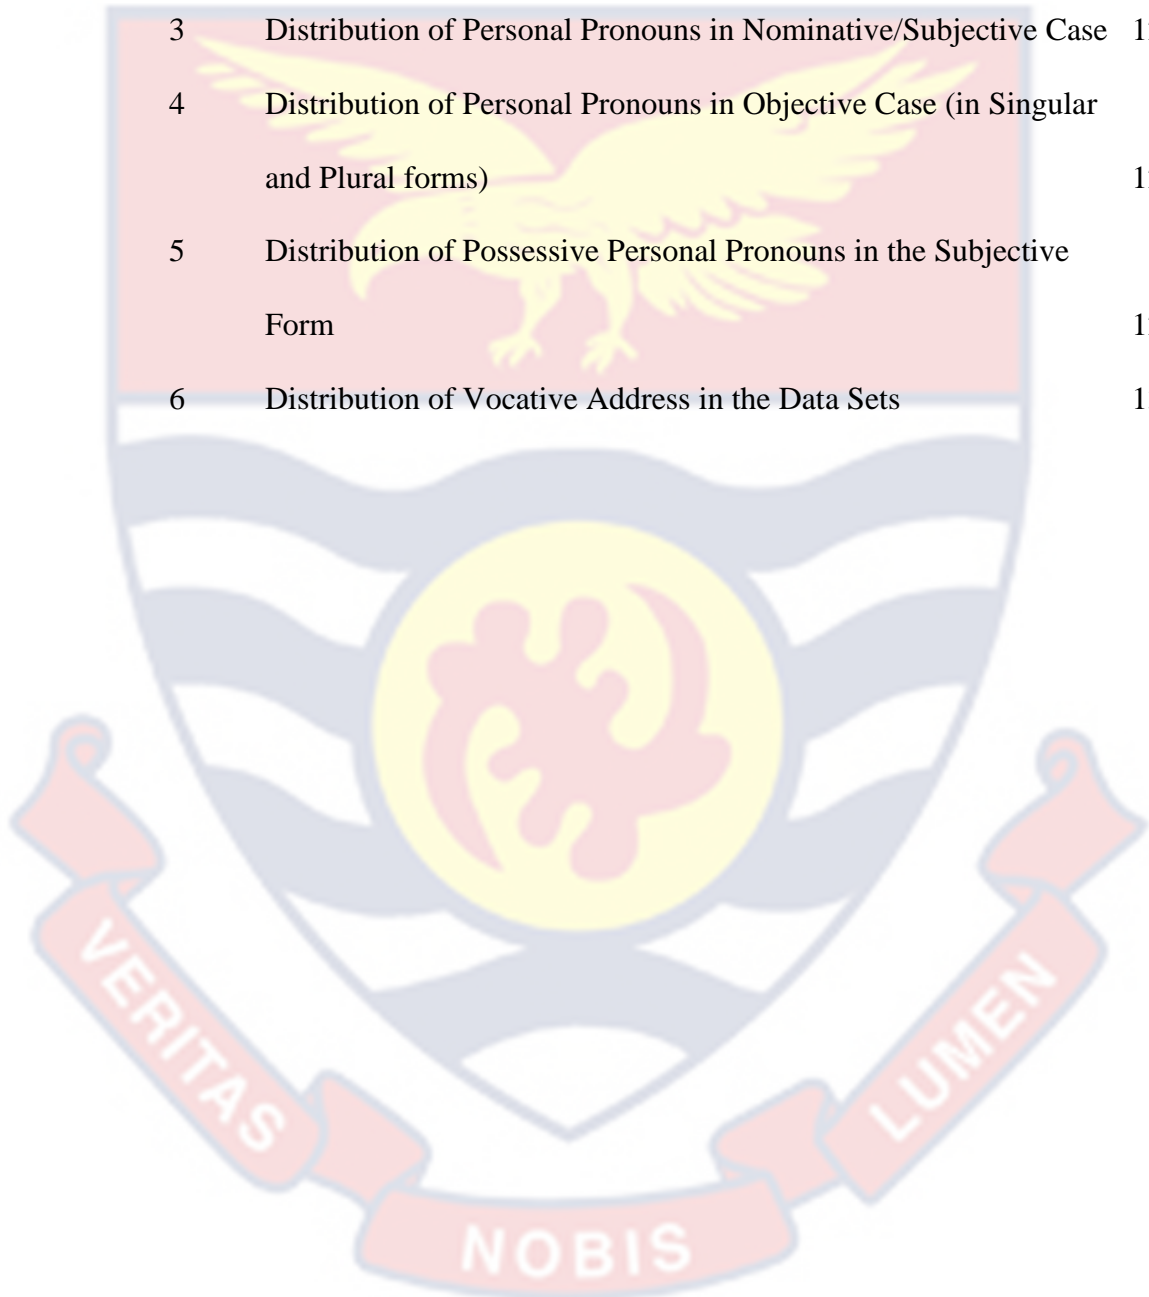 3 Distribution of Personal Pronouns in Nominative/Subjective Case
4 Distribution of Personal Pronouns in Objective Case (in Singular
and Plural forms)
5 Distribution of Possessive Personal Pronouns in the Subjective
Form
6 Distribution of Vocative Address in the Data Sets
VERITAS
NOBIS
LUMEN